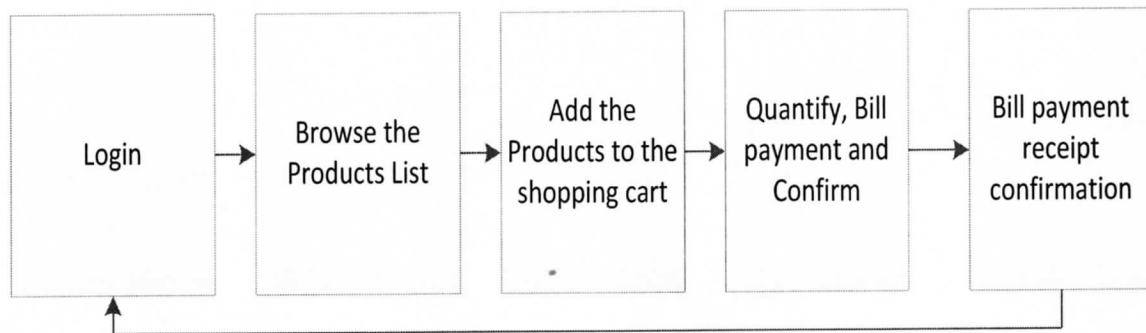 Login
Browse the
Products List
Add the
Products to the
shopping cart
Quantify, Bill
payment and
Confirm
Bill payment
receipt
confirmation